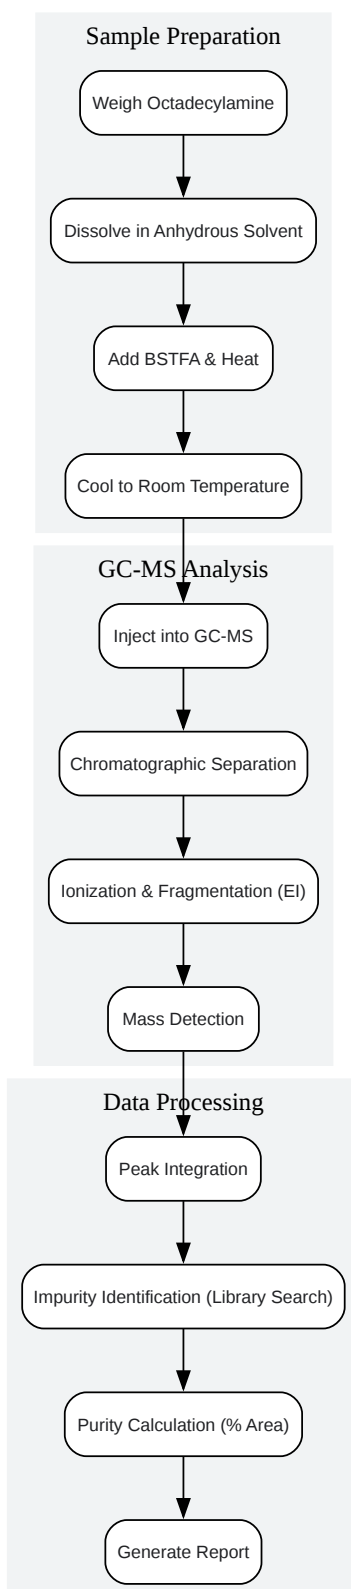 Sample Preparation
Weigh Octadecylamine
Dissolve in Anhydrous Solvent
Add BSTFA & Heat
Cool to Room Temperature
GC-MS Analysis
Inject into GC-MS
Chromatographic Separation
Ionization & Fragmentation (EI)
Mass Detection
Data Processing
Peak Integration
Impurity Identification (Library Search)
Purity Calculation (% Area)
Generate Report